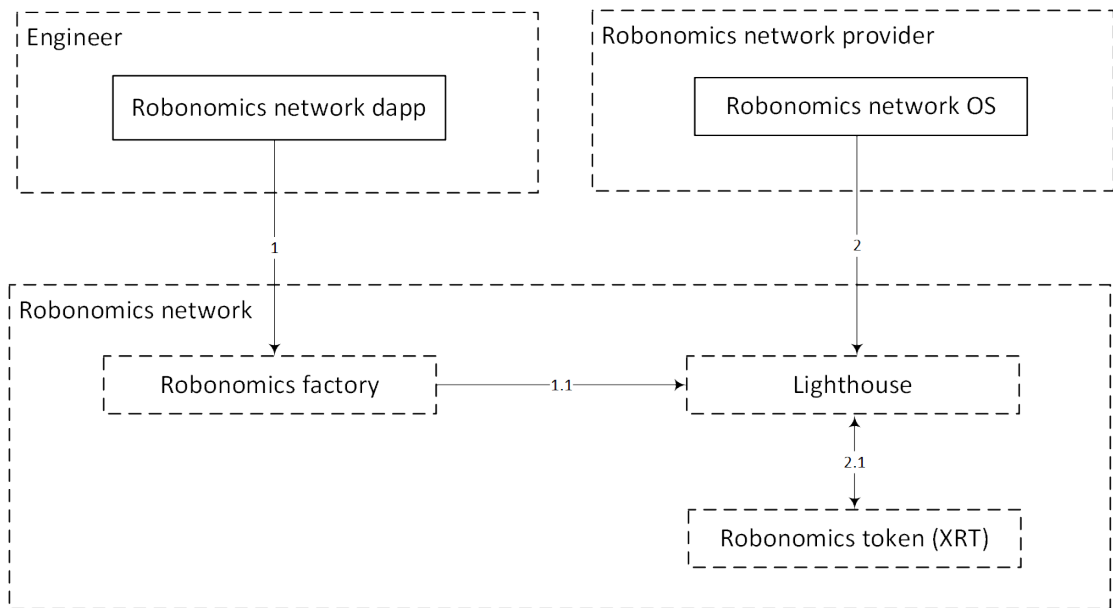 Engineer
Robonomics network provider
Robonomics network dapp
Robonomics network OS
1
2
Robonomics network
Robonomics factory
1.1
Lighthouse
2.1
Robonomics token (XRT)